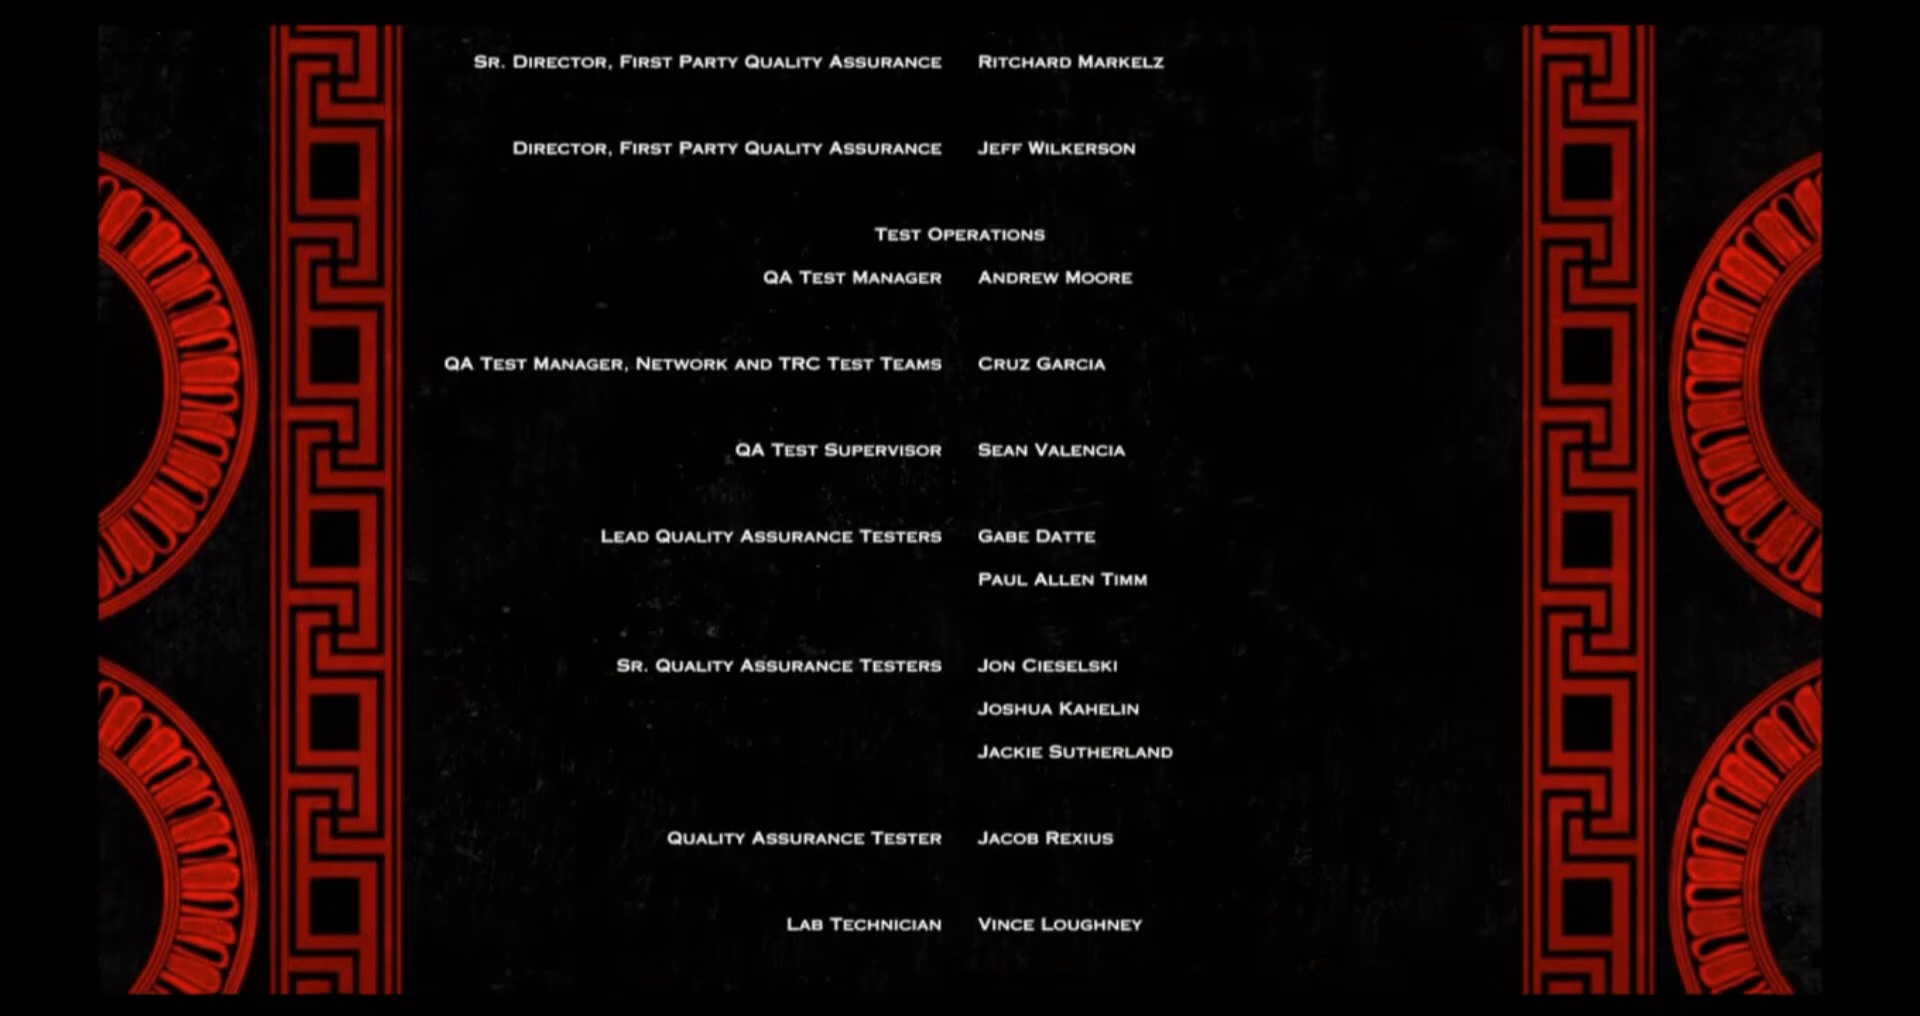 Sr. Director, First Party Quality Assurance Ritchard Markelz
Director, First Party Quality Assurance Jeff Wilkerson
Test Operations
QA Test Manager Andrew Moore
QA Test Manager, Network and TRC Test Teams Cruz Garcia
QA Test Supervisor Sean Valencia
Lead Quality Assurance Testers Gabe Datte
Paul Allen Timm
Sr. Quality Assurance Testers Jon Cieselski
Joshua Kahelin
Jackie Sutherland
Quality Assurance Tester Jacob Rexius
Lab Technician Vince Loughney